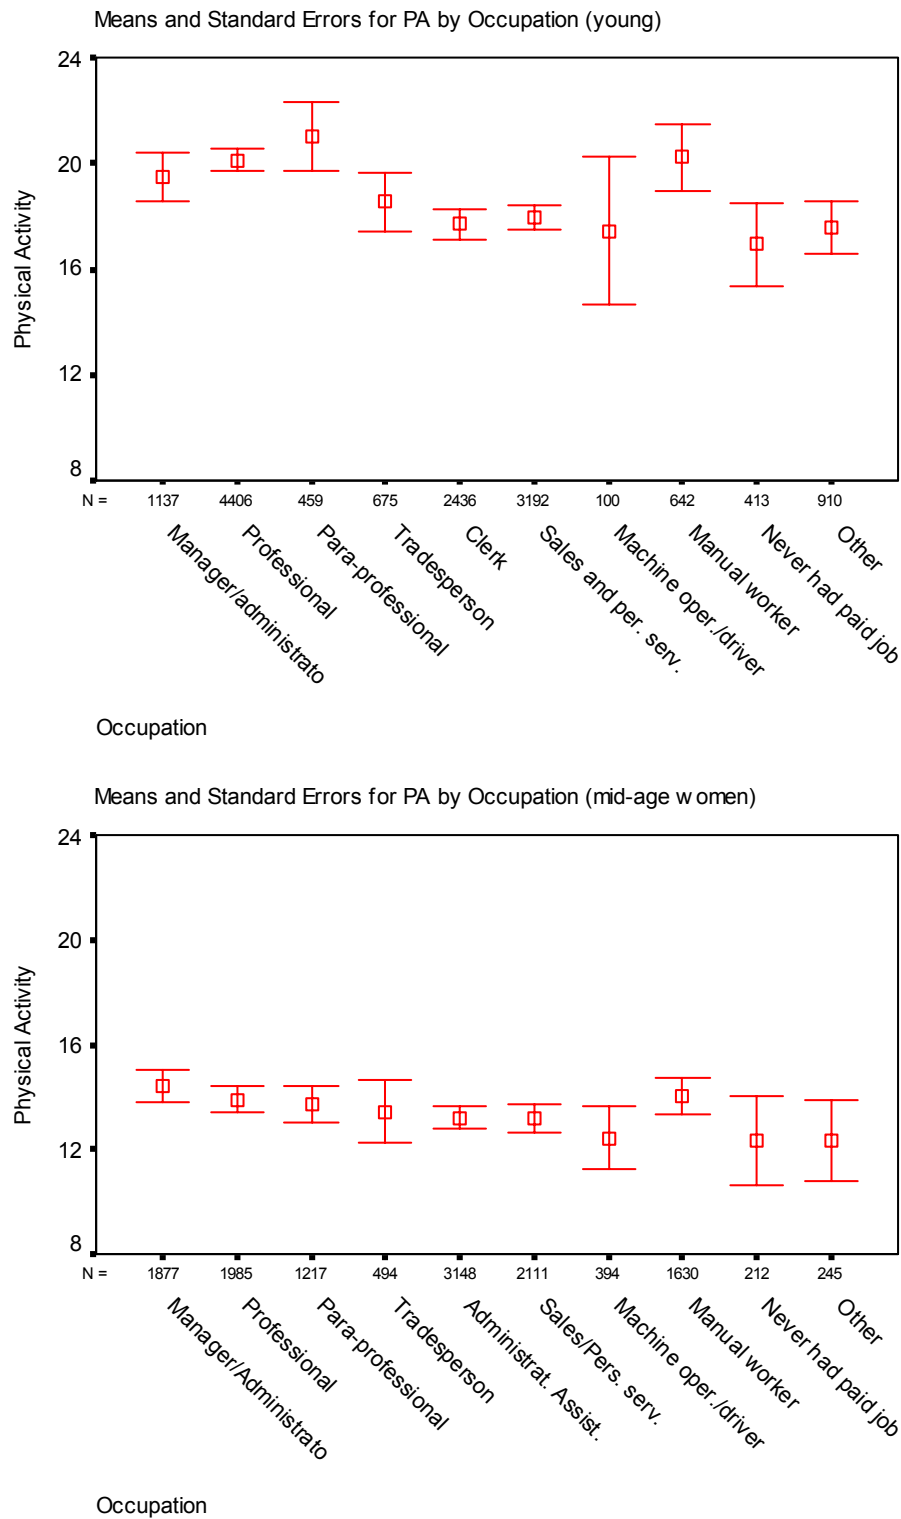 Means and Standard Errors for PA by Occupation (young)
24
20
16
12
8
Physical Activity
N = 1137 4406 459 675 2436 3192 100 642 413 910
Manager/administrato
Professional
Para-professional
Tradesperson
Clerk
Sales and per. serv.
Machine oper./driver
Manual worker
Never had paid job
Other
Occupation
Means and Standard Errors for PA by Occupation (mid-age women)
24
20
16
12
8
Physical Activity
N = 1877 1985 1217 494 3148 2111 394 1630 212 245
Manager/Administrato
Professional
Para-professional
Tradesperson
Administrat. Assist.
Sales/Pers. serv.
Machine oper./driver
Manual worker
Never had paid job
Other
Occupation